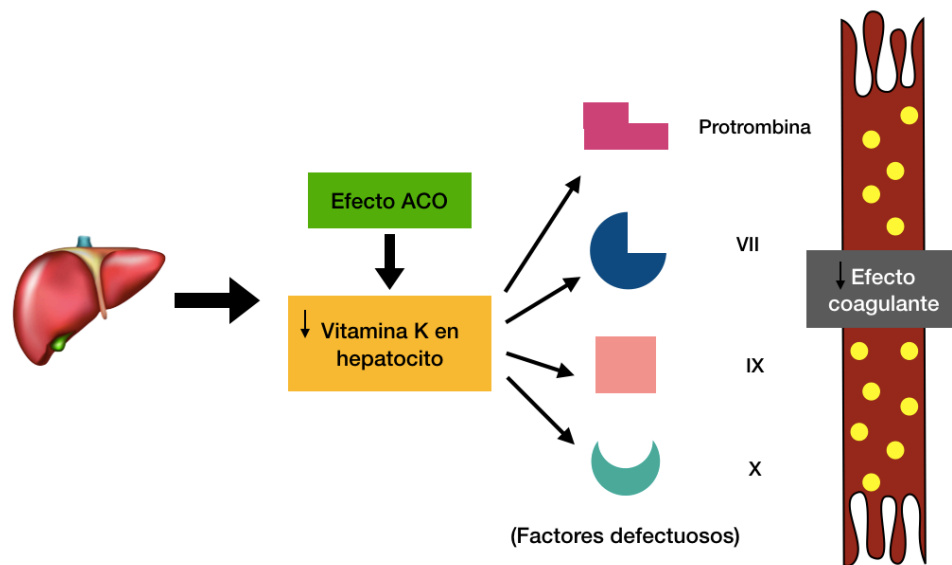 Efecto ACO
↓ Vitamina K en
hepatocito
Protrombina
VII
IX
X
(Factores defectuosos)
↓ Efecto
coagulante